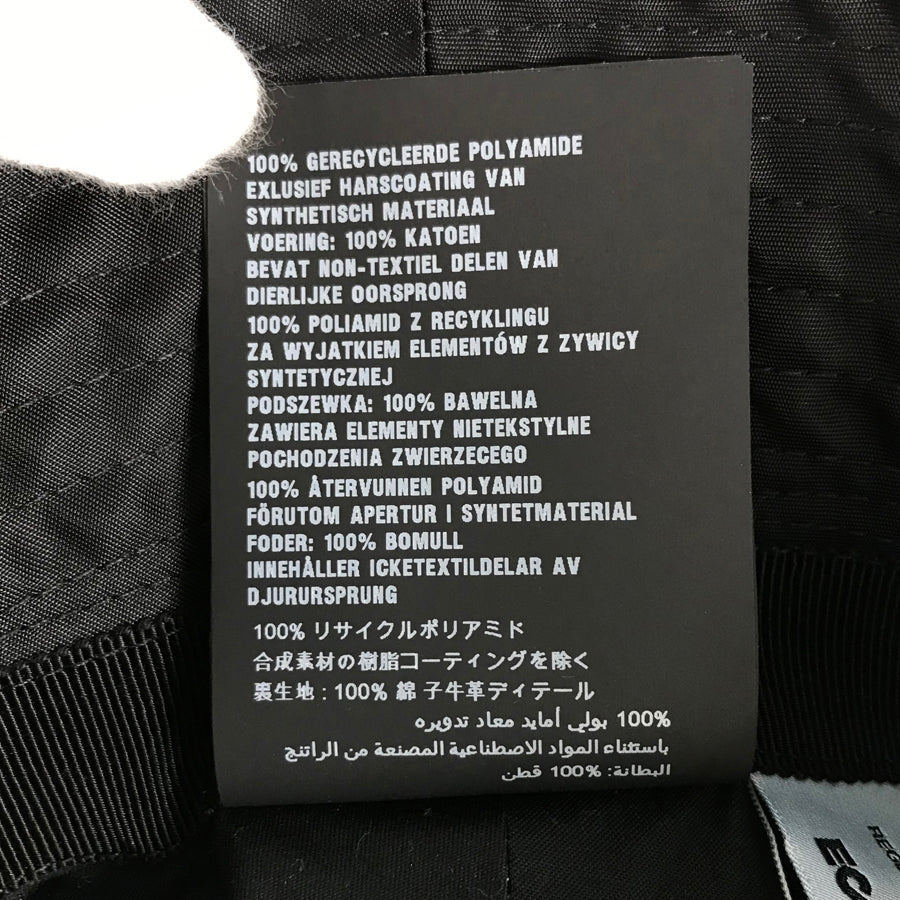 100% GERECYCLEERDE POLYAMIDE
EXLUSIEF HARSCOATING VAN
SYNTHETISCH MATERIAAL
VOERING: 100% KATOEN
BEVAT NON-TEXTIEL DELEN VAN
DIERLIJKE OORSPRONG
100% POLIAMID Z RECYKLINGU
ZA WYJATKIEM ELEMENTÓW Z ZYWICY
SYNTETYCZNEJ
PODSZEWKA: 100% BAWELNA
ZAWIERA ELEMENTY NIETEKSTYLNE
POCHODZENIA ZWIERZECEGO
100% ÅTERVUNNEN POLYAMID
FÖRUTOM APERTUR I SYNTETMATERIAL
FODER: 100% BOMULL
INNEHÅLLER ICKETEXTILDELAR AV
DJURURSPRUNG
100% リサイクルポリアミド
合成素材の樹脂コーティングを除く
裏生地 : 100% 綿 子牛革ディテール
100% بولي أمايد معاد تدويره
باستثناء المواد الاصطناعية المصنعة من الراتنج
البطانة: 100% قطن